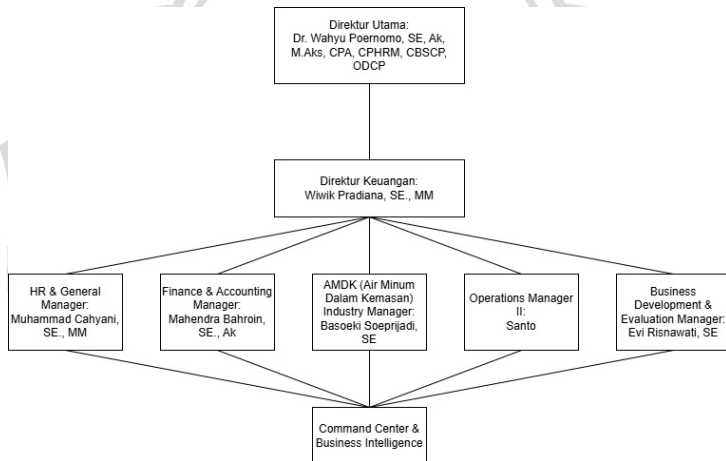 Direktur Utama:
Dr. Wahyu Poernomo, SE, Ak,
M.Aks, CPA, CPHRM, CBSCP,
ODCP
Direktur Keuangan:
Wiwik Pradiana, SE., MM
HR & General
Manager:
Muhammad Cahyani,
SE., MM
Finance & Accounting
Manager:
Mahendra Bahroin,
SE., Ak
AMDK (Air Minum
Dalam Kemasan)
Industry Manager:
Basoeki Soeprijadi,
SE
Operations Manager
II:
Santo
Business
Development &
Evaluation Manager:
Evi Risnawati, SE
Command Center &
Business Intelligence